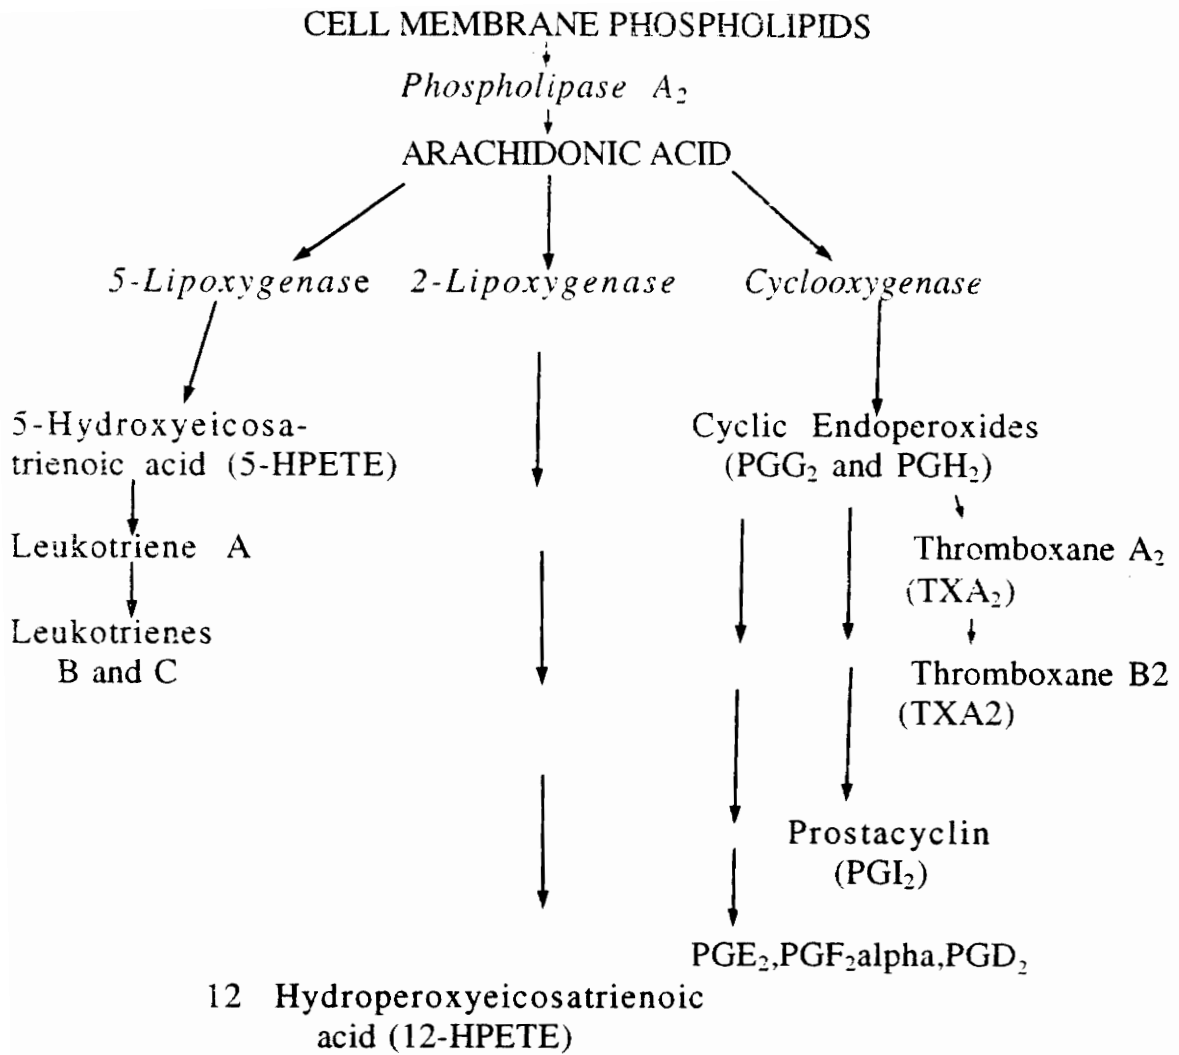 CELL MEMBRANE PHOSPHOLIPIDS
Phospholipase A₂
ARACHIDONIC ACID
5-Lipoxygenase 2-Lipoxygenase Cyclooxygenase
5-Hydroxyeicosa-
trienoic acid (5-HPETE)
Leukotriene A
Leukotrienes
B and C
Cyclic Endoperoxides
(PGG₂ and PGH₂)
Thromboxane A₂
(TXA₂)
Thromboxane B2
(TXA2)
Prostacyclin
(PGI₂)
PGE₂,PGF₂alpha,PGD₂
12 Hydroperoxyeicosatrienoic
acid (12-HPETE)